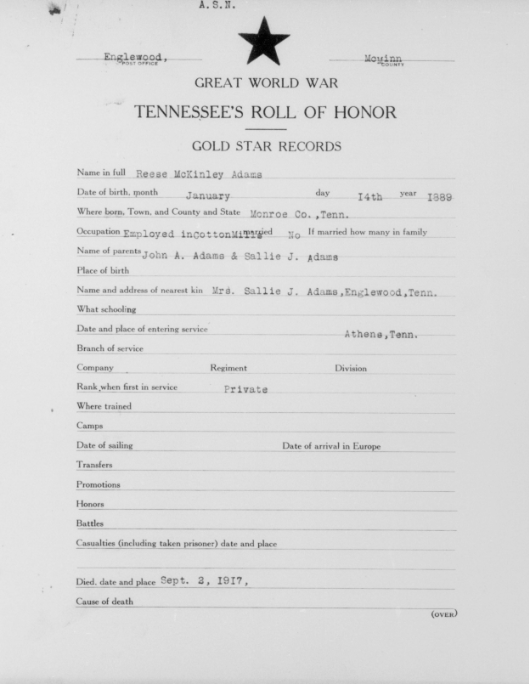 A.S.N.
Englewood, Mcminn
POST OFFICE COUNTY
GREAT WORLD WAR
TENNESSEE'S ROLL OF HONOR
GOLD STAR RECORDS
Name in full Reese McKinley Adams
Date of birth, month January day I4th year I889
Where born, Town, and County and State Monroe Co.,Tenn.
Occupation Employed inCottonMills married No If married how many in family
Name of parents John A. Adams & Sallie J. Adams
Place of birth
Name and address of nearest kin Mrs. Sallie J. Adams,Englewood,Tenn.
What schooling
Date and place of entering service Athens,Tenn.
Branch of service
Company Regiment Division
Rank when first in service Private
Where trained
Camps
Date of sailing Date of arrival in Europe
Transfers
Promotions
Honors
Battles
Casualties (including taken prisoner) date and place
Died, date and place Sept. 2, I9I7,
Cause of death
(OVER)